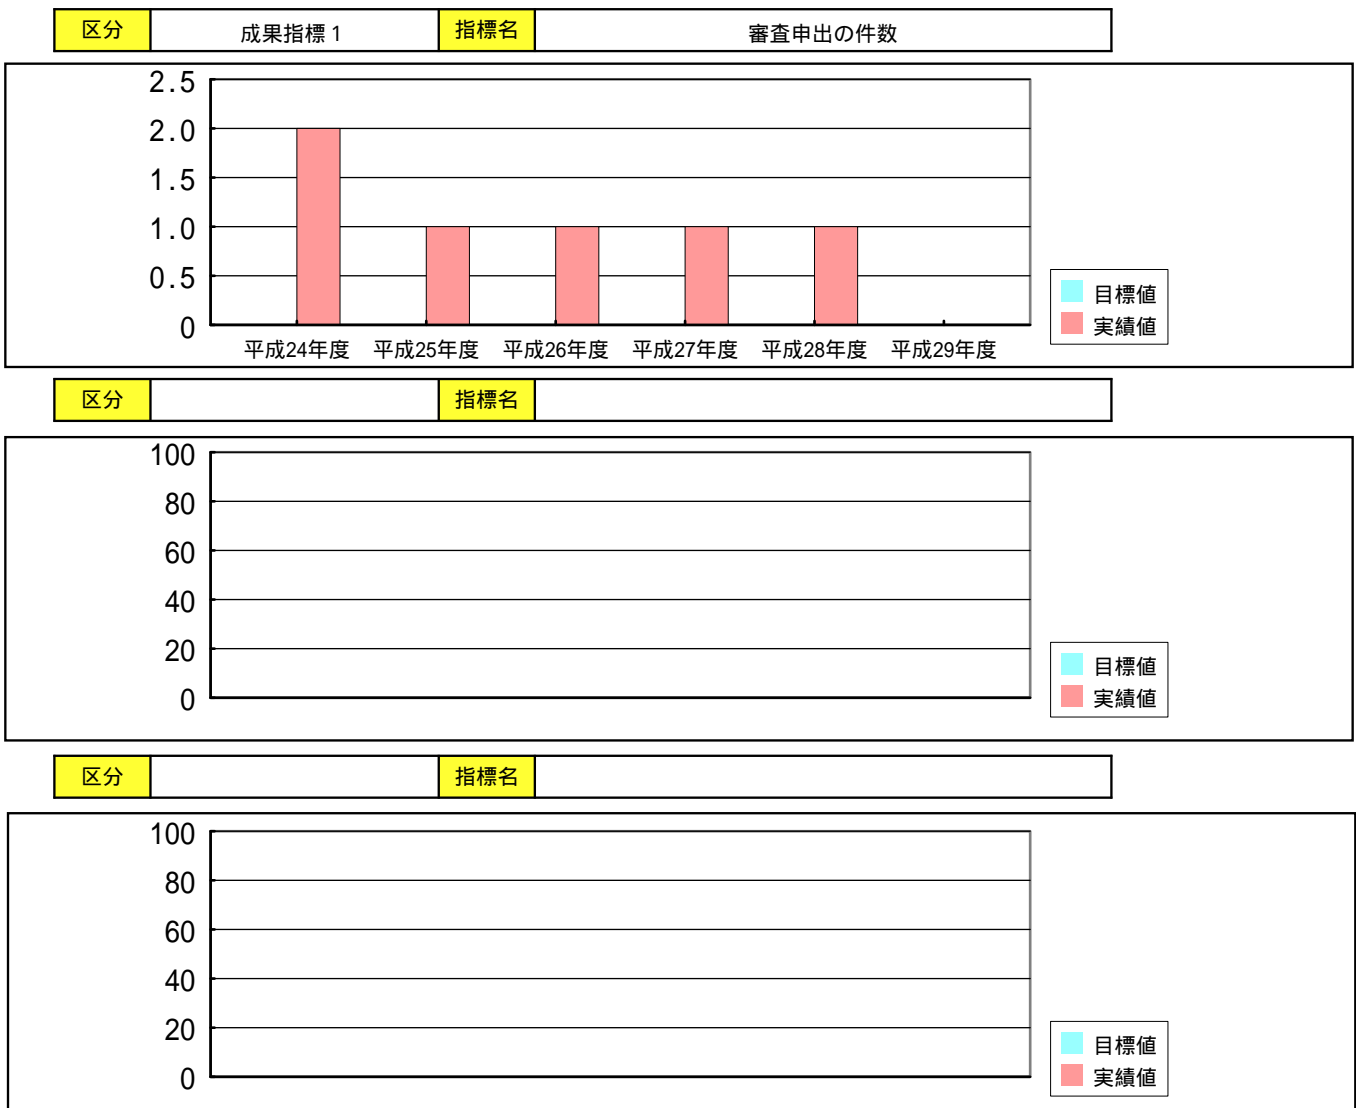 区分 成果指標１ 指標名 審査申出の件数
2.5
2.0
1.5
1.0
0.5
0
平成24年度 平成25年度 平成26年度 平成27年度 平成28年度 平成29年度
目標値
実績値
区分 指標名
100
80
60
40
20
0
目標値
実績値
区分 指標名
100
80
60
40
20
0
目標値
実績値